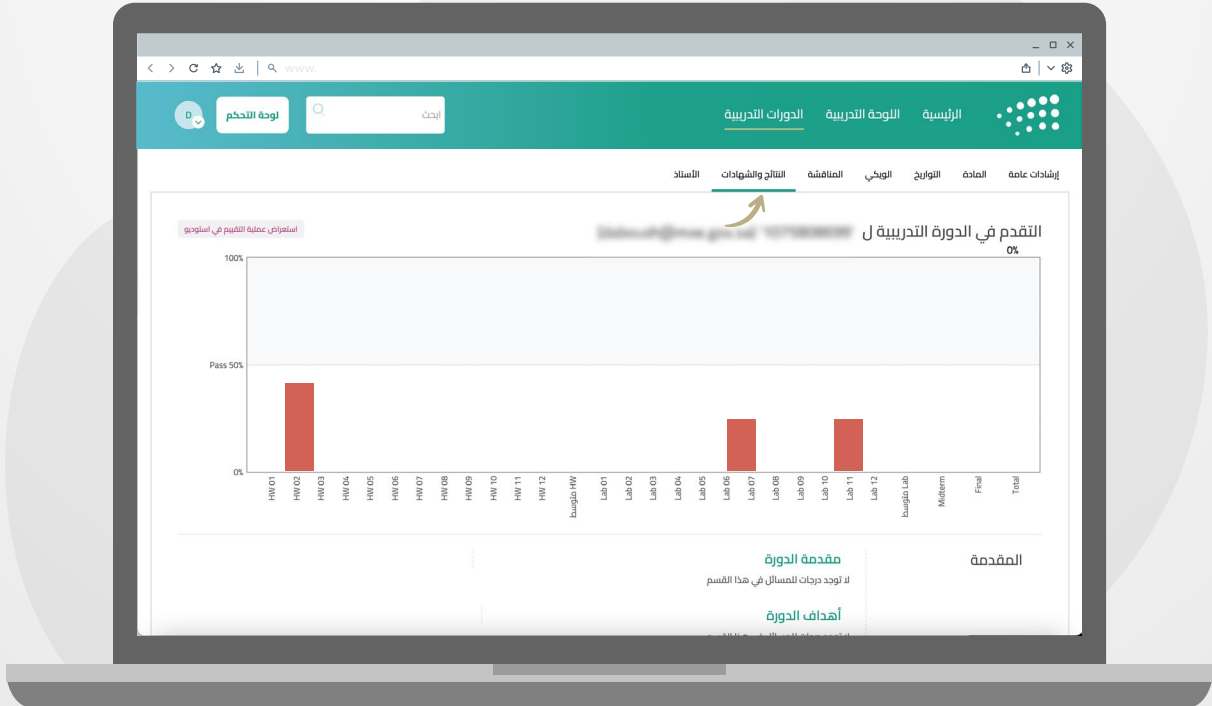 www.
الرئيسية
اللوحة التدريبية
الدورات التدريبية
ابحث
لوحة التحكم
D
إرشادات عامة
المادة
التواريخ
الويكي
المناقشة
النتائج والشهادات
الأستاذ
التقدم في الدورة التدريبية ل
استعراض عملية التقييم في استوديو
0%
100%
Pass 50%
0%
HW 01
HW 02
HW 03
HW 04
HW 05
HW 06
HW 07
HW 08
HW 09
HW 10
HW 11
HW 12
HW متوسط
Lab 01
Lab 02
Lab 03
Lab 04
Lab 05
Lab 06
Lab 07
Lab 08
Lab 09
Lab 10
Lab 11
Lab 12
Lab متوسط
Midterm
Final
Total
المقدمة
مقدمة الدورة
لا توجد درجات للمسائل في هذا القسم
أهداف الدورة